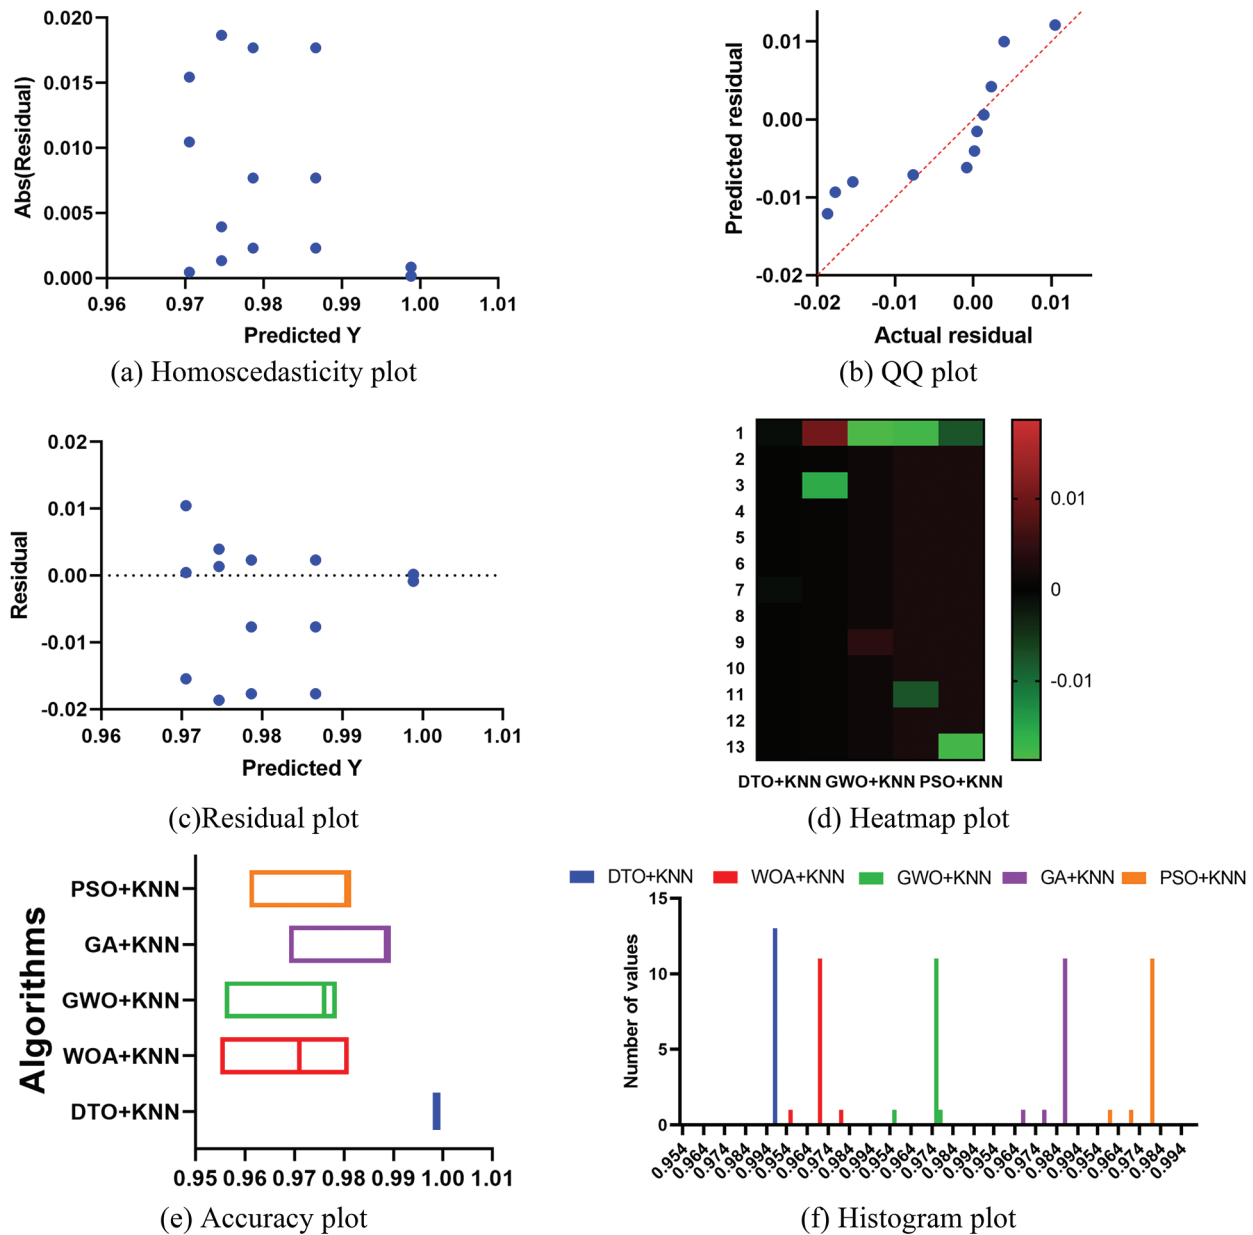 0.020
0.015
0.010
0.005
0.000
Abs(Residual)
0.96 0.97 0.98 0.99 1.00 1.01
Predicted Y
(a) Homoscedasticity plot
0.01
0.00
-0.01
-0.02
Predicted residual
-0.02 -0.01 0.00 0.01
Actual residual
(b) QQ plot
0.02
0.01
0.00
-0.01
-0.02
Residual
0.96 0.97 0.98 0.99 1.00 1.01
Predicted Y
(c)Residual plot
1
2
3
4
5
6
7
8
9
10
11
12
13
0.01
0
-0.01
DTO+KNN GWO+KNN PSO+KNN
(d) Heatmap plot
Algorithms
PSO+KNN
GA+KNN
GWO+KNN
WOA+KNN
DTO+KNN
0.95 0.96 0.97 0.98 0.99 1.00 1.01
(e) Accuracy plot
DTO+KNN WOA+KNN GWO+KNN GA+KNN PSO+KNN
15
10
5
0
Number of values
0.954 0.964 0.974 0.984 0.994 0.954 0.964 0.974 0.984 0.994 0.954 0.964 0.974 0.984 0.994 0.954 0.964 0.974 0.984 0.994 0.954 0.964 0.974 0.984 0.994
(f) Histogram plot